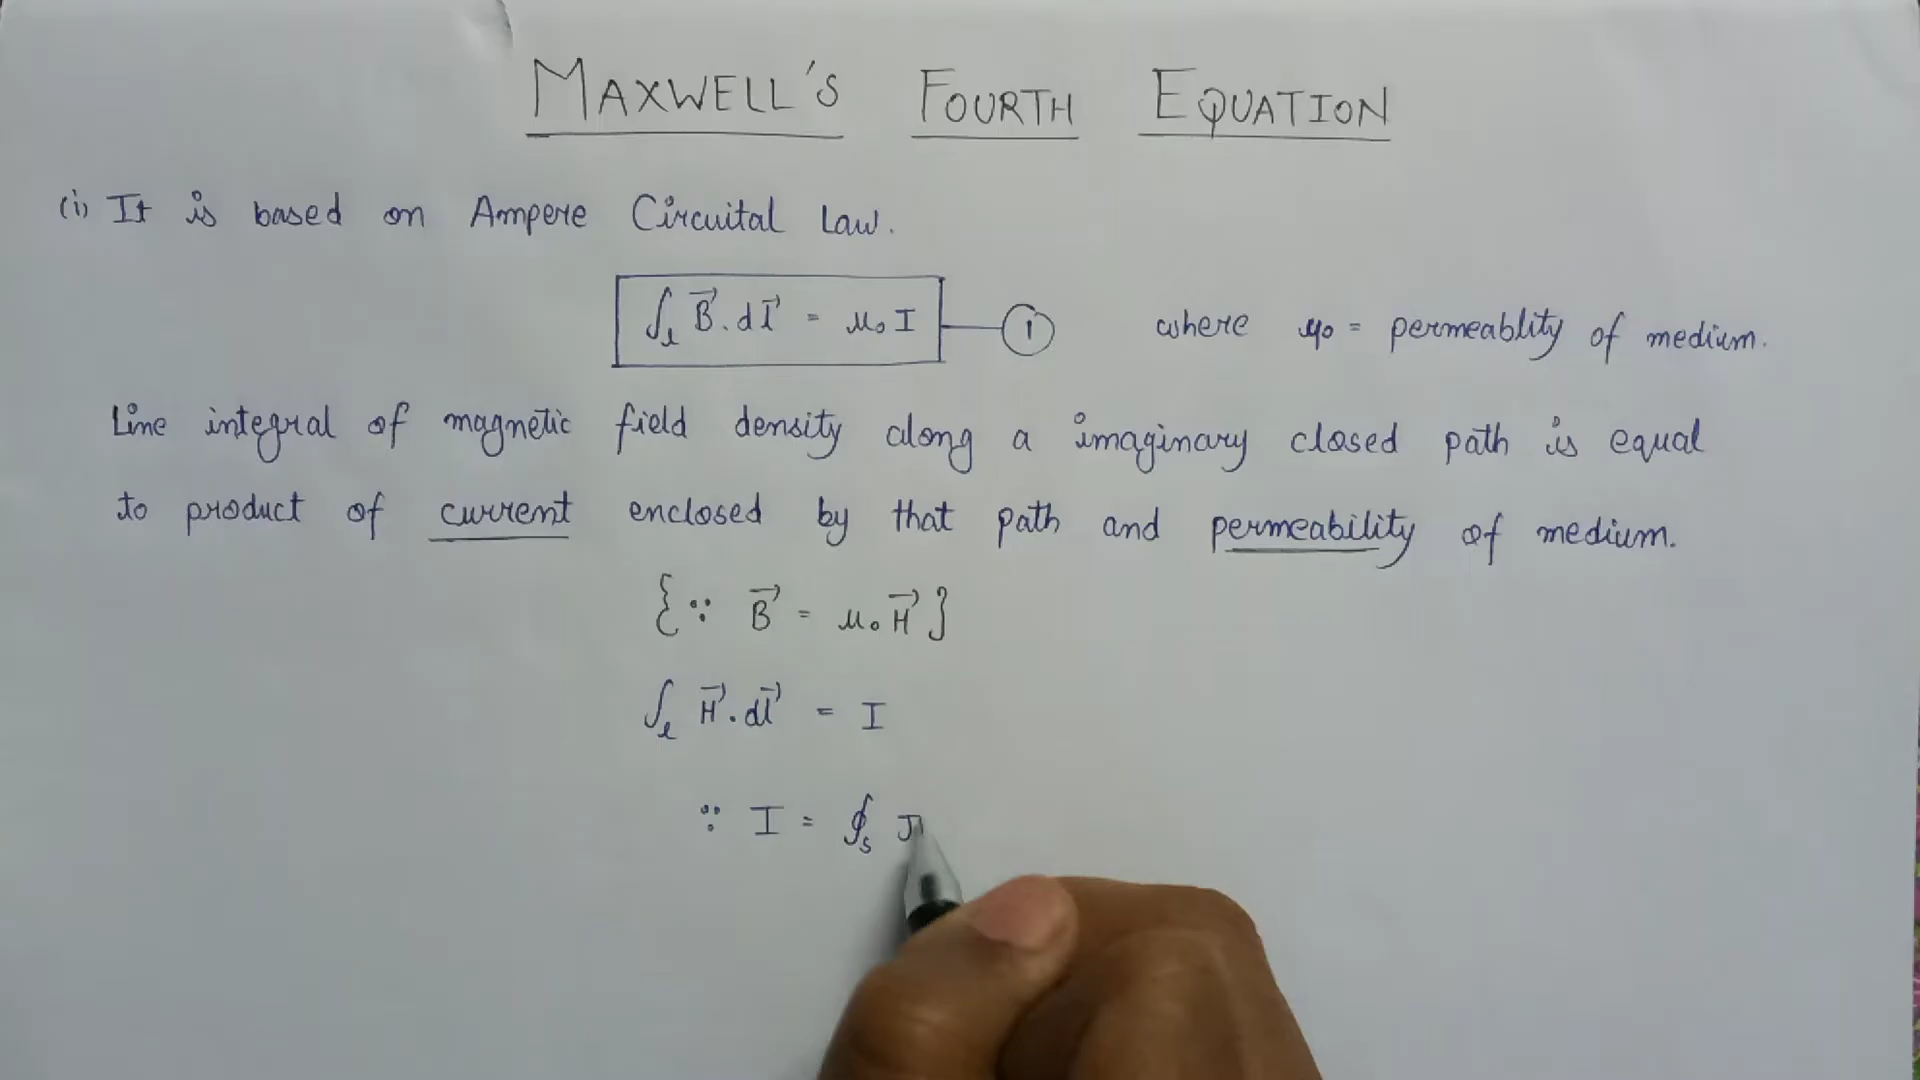 MAXWELL'S FOURTH EQUATION
(i) It is based on Ampere Circuital Law.
∫ₗ B⃗ . dl⃗ = μ₀ I — ① where μ₀ = permeablity of medium.
Line integral of magnetic field density along a imaginary closed path is equal
to product of current enclosed by that path and permeability of medium.
{∵ B⃗ = μ₀ H⃗ }
∫ₗ H⃗ . dl⃗ = I
∵ I = ∮ₛ J